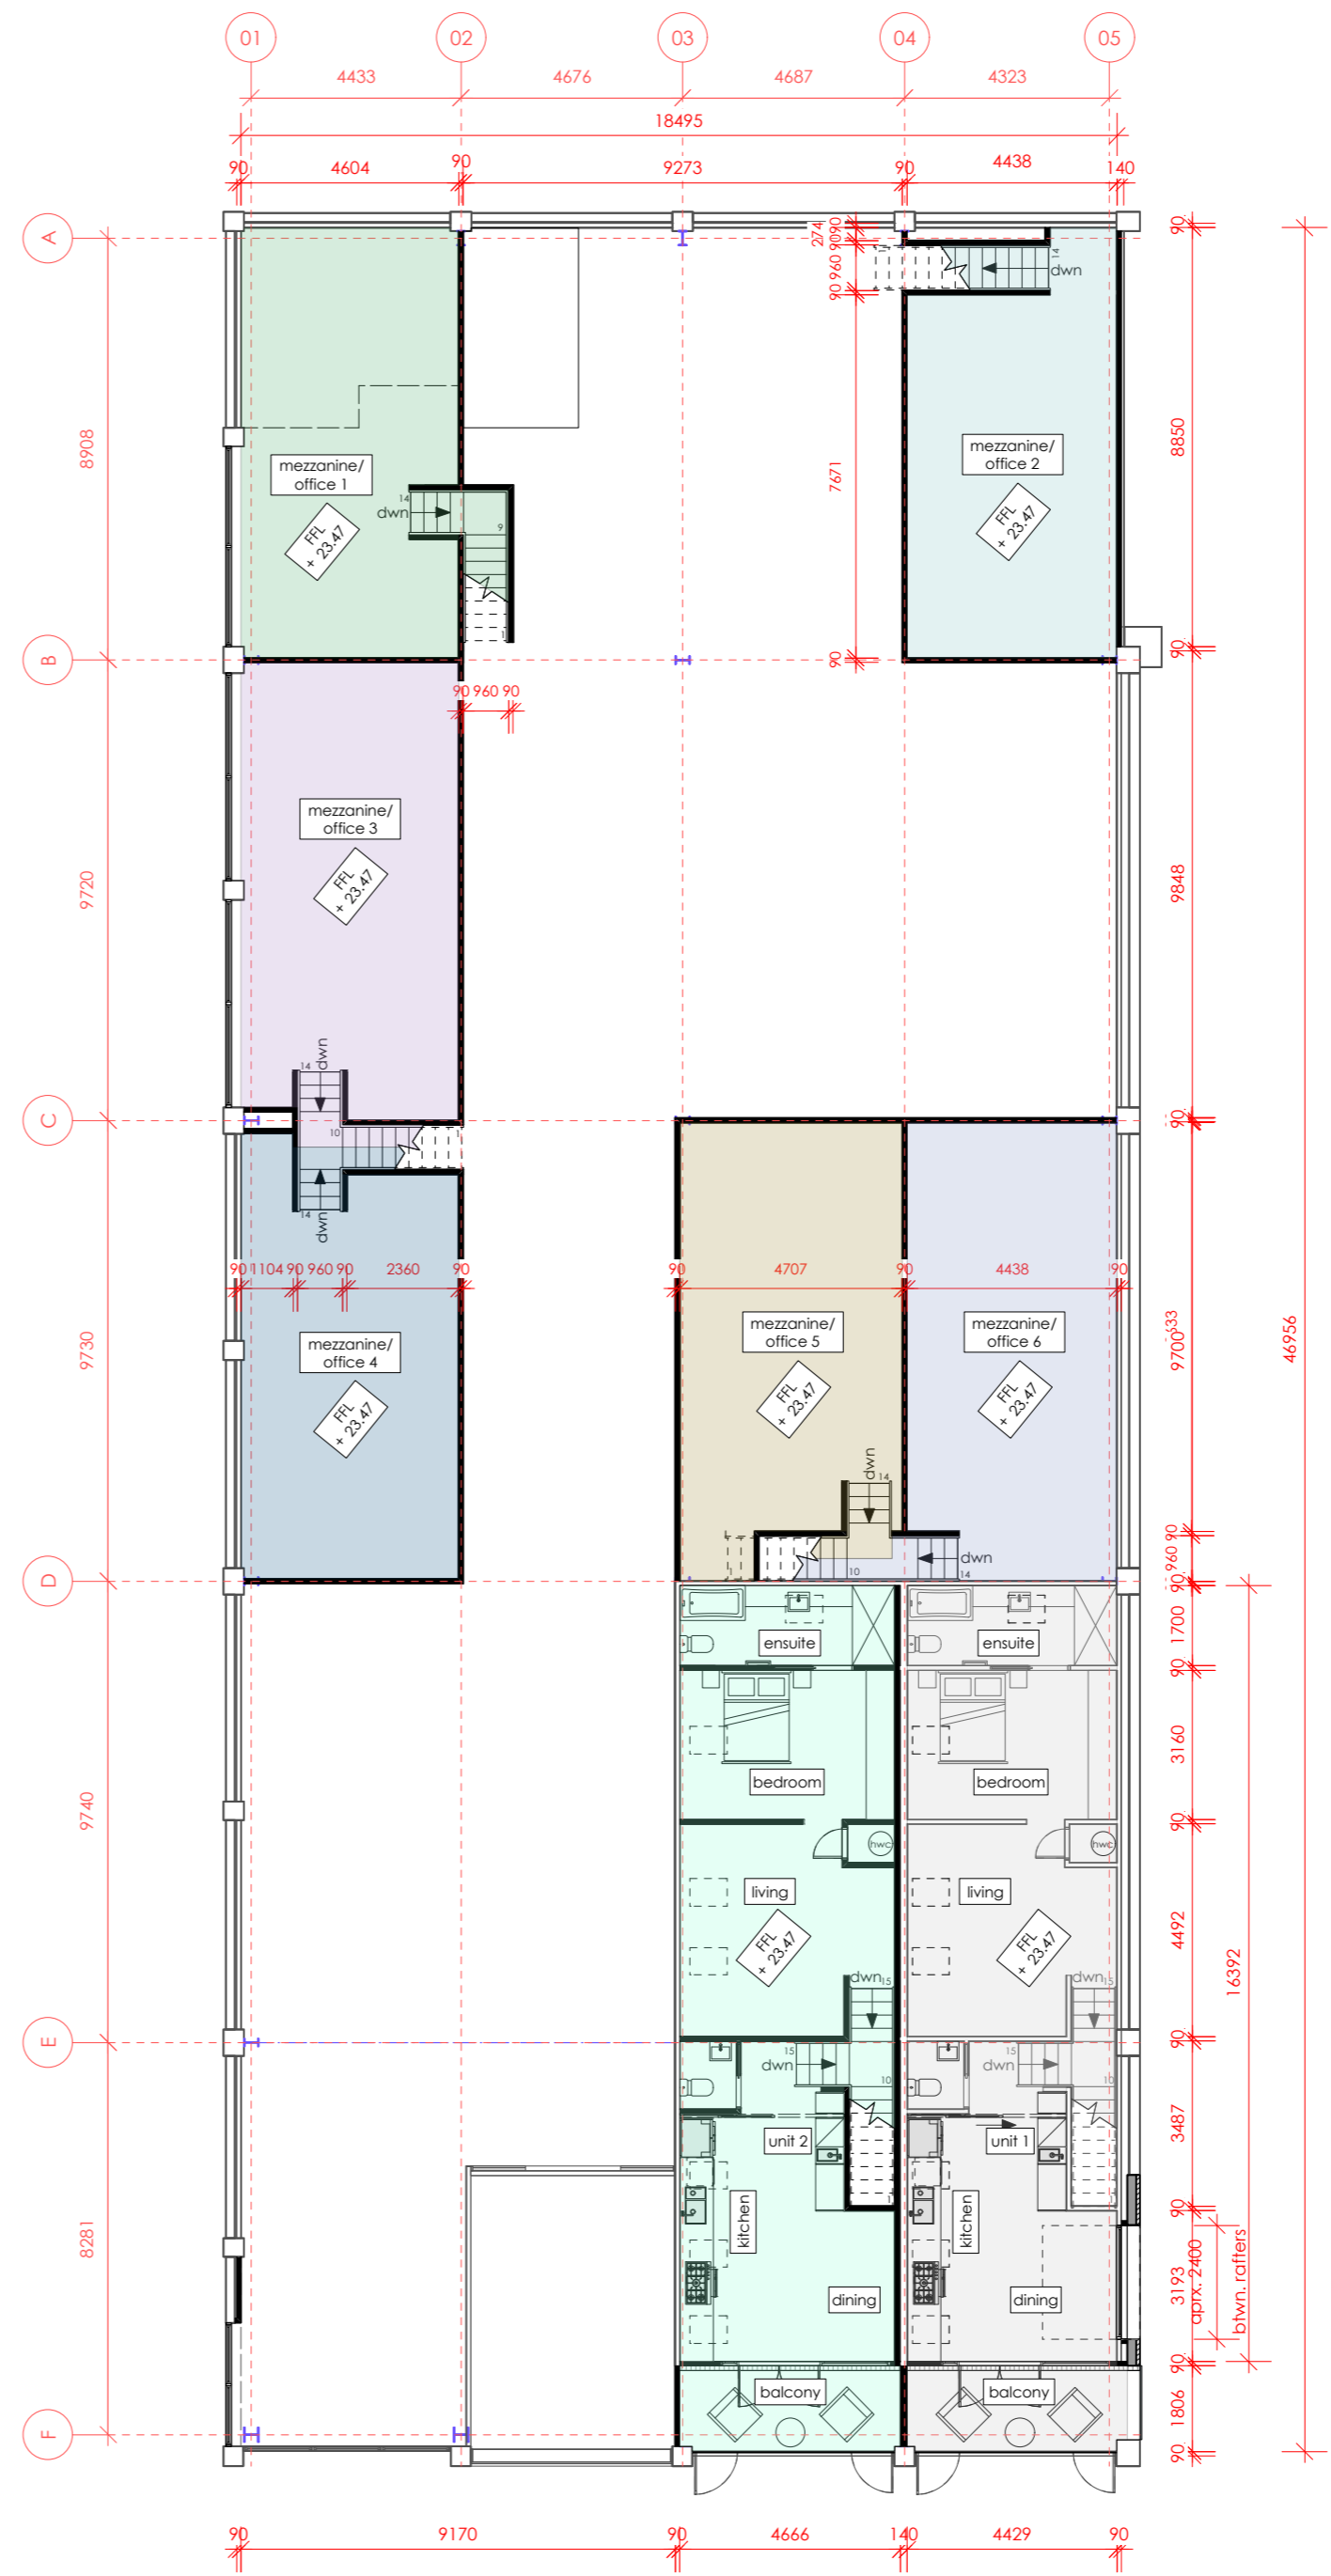 01 02 03 04 05
4433 4676 4687 4323
18495
90 4604 90 9273 90 4438 140
A
8908
B
9720
C
9730
D
9740
E
8281
F
90
274
90
960
90
7671
90
14
dwn
mezzanine/
office 2
FFL
+ 23.47
mezzanine/
office 1
FFL
+ 23.47
14
dwn
9
1
90 960 90
mezzanine/
office 3
FFL
+ 23.47
14
dwn
10
1
14
dwn
90 1104 90 960 90 2360 90
90 4707 90 4438 90
mezzanine/
office 4
FFL
+ 23.47
mezzanine/
office 5
FFL
+ 23.47
mezzanine/
office 6
FFL
+ 23.47
dwn
14
10
dwn
14
90
8850
90
9848
90
9700
90
960
90
1700
90
3160
90
4492
90
3487
90
3193
90
1806
90
46956
16392
aprx. 2400
btwn. rafters
ensuite
bedroom
hwc
living
FFL
+ 23.47
dwn
15
15
dwn
10
unit 2
1
kitchen
dining
balcony
ensuite
bedroom
hwc
living
FFL
+ 23.47
dwn
15
15
dwn
10
unit 1
1
kitchen
dining
balcony
90 9170 90 4666 140 4429 90